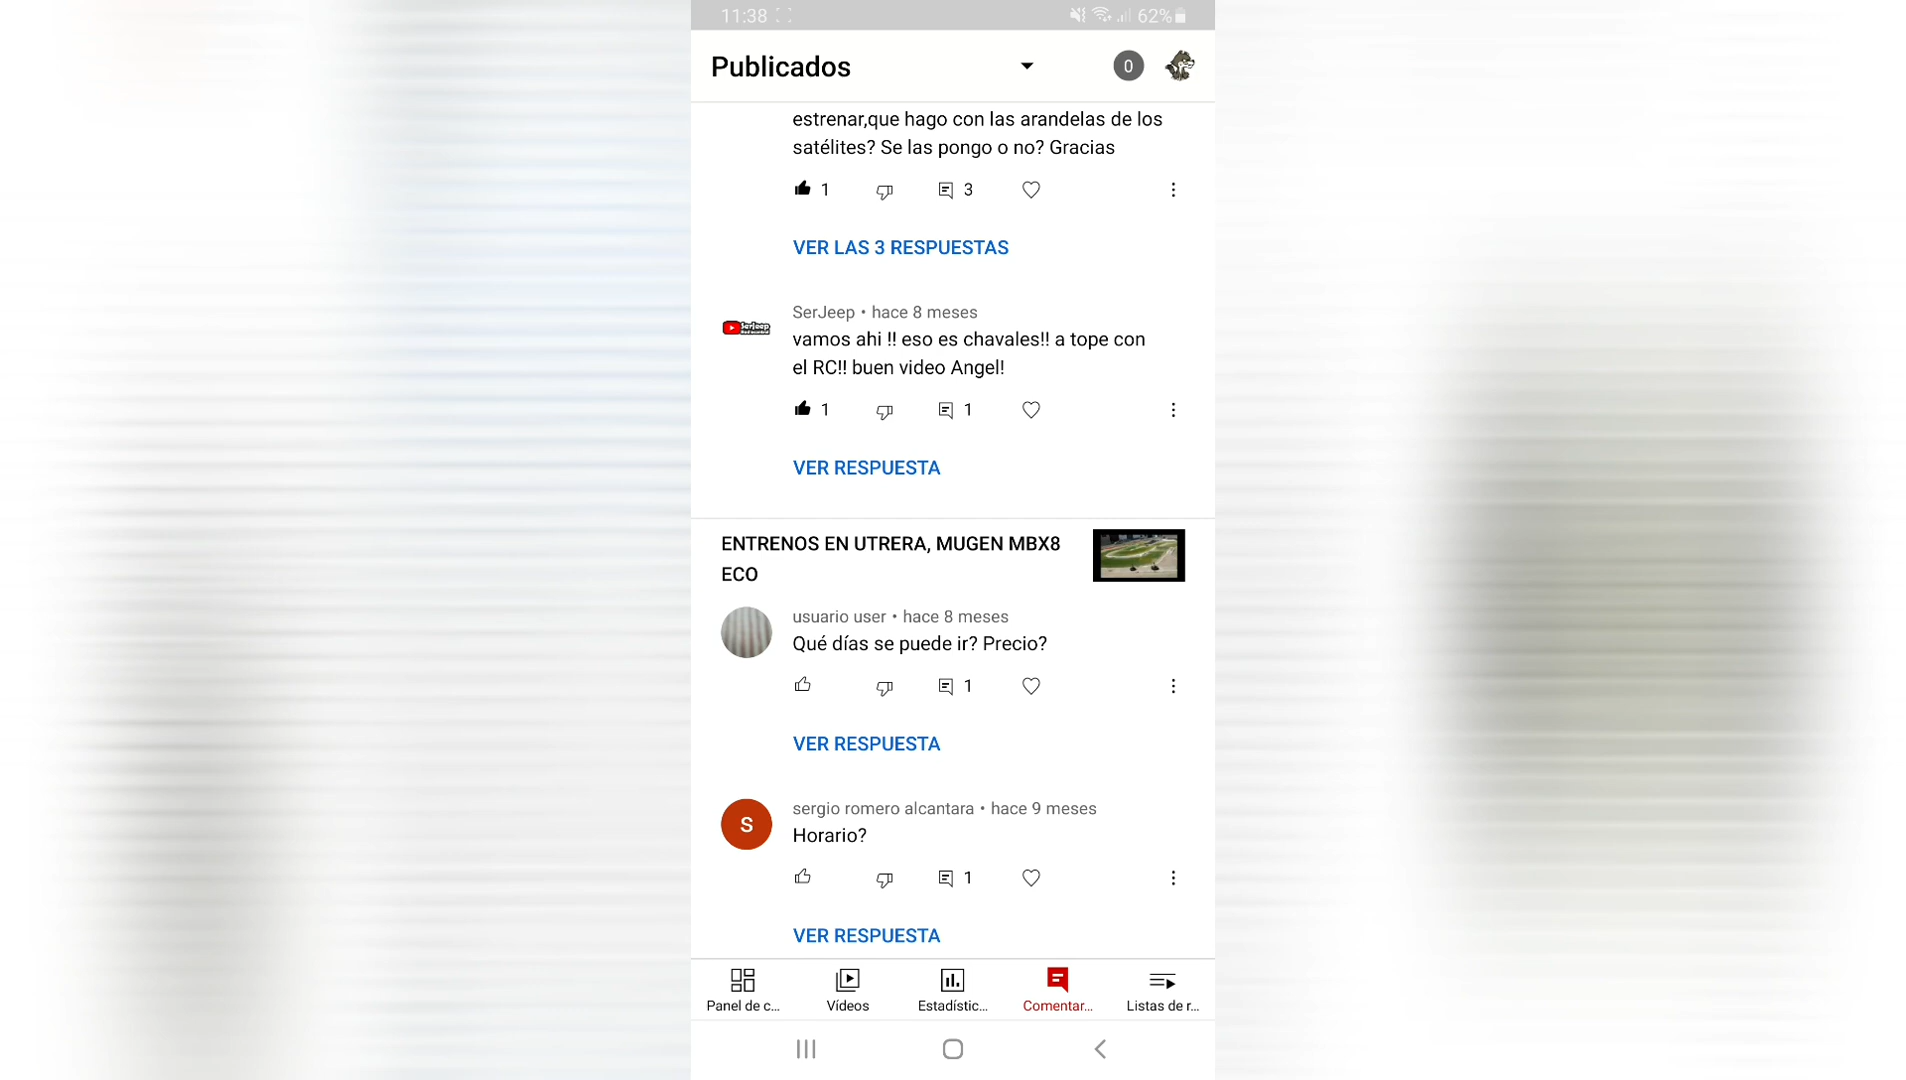 11:38
62%
Publicados
0
estrenar,que hago con las arandelas de los
satélites? Se las pongo o no? Gracias
1
3
VER LAS 3 RESPUESTAS
SerJeep • hace 8 meses
SerJeep
vamos ahi !! eso es chavales!! a tope con
el RC!! buen video Angel!
1
1
VER RESPUESTA
ENTRENOS EN UTRERA, MUGEN MBX8
ECO
usuario user • hace 8 meses
Qué días se puede ir? Precio?
1
VER RESPUESTA
sergio romero alcantara • hace 9 meses
S
Horario?
1
VER RESPUESTA
Panel de c...
Vídeos
Estadístic...
Comentar...
Listas de r...